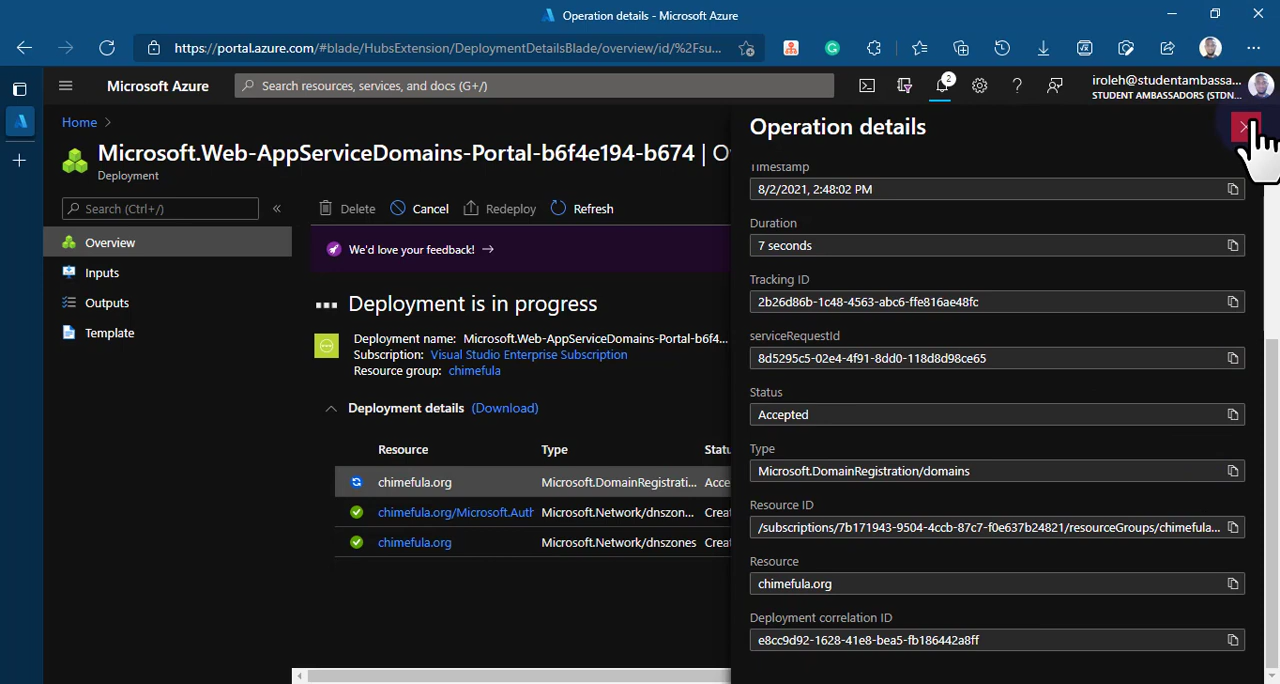 Operation details - Microsoft Azure
https://portal.azure.com/#blade/HubsExtension/DeploymentDetailsBlade/overview/id/%2Fsu...
Microsoft Azure
Search resources, services, and docs (G+/)
2
iroleh@studentambassa...
STUDENT AMBASSADORS (STDN...
Home
Microsoft.Web-AppServiceDomains-Portal-b6f4e194-b674 | O
Deployment
Search (Ctrl+/)
Delete
Cancel
Redeploy
Refresh
Overview
Inputs
Outputs
Template
We'd love your feedback! →
Deployment is in progress
Deployment name: Microsoft.Web-AppServiceDomains-Portal-b6f4...
Subscription: Visual Studio Enterprise Subscription
Resource group: chimefula
Deployment details (Download)
Resource Type Statu
chimefula.org Microsoft.DomainRegistrati... Acce
chimefula.org/Microsoft.Auth Microsoft.Network/dnszon... Creat
chimefula.org Microsoft.Network/dnszones Creat
Operation details
Timestamp
8/2/2021, 2:48:02 PM
Duration
7 seconds
Tracking ID
2b26d86b-1c48-4563-abc6-ffe816ae48fc
serviceRequestId
8d5295c5-02e4-4f91-8dd0-118d8d98ce65
Status
Accepted
Type
Microsoft.DomainRegistration/domains
Resource ID
/subscriptions/7b171943-9504-4ccb-87c7-f0e637b24821/resourceGroups/chimefula...
Resource
chimefula.org
Deployment correlation ID
e8cc9d92-1628-41e8-bea5-fb186442a8ff